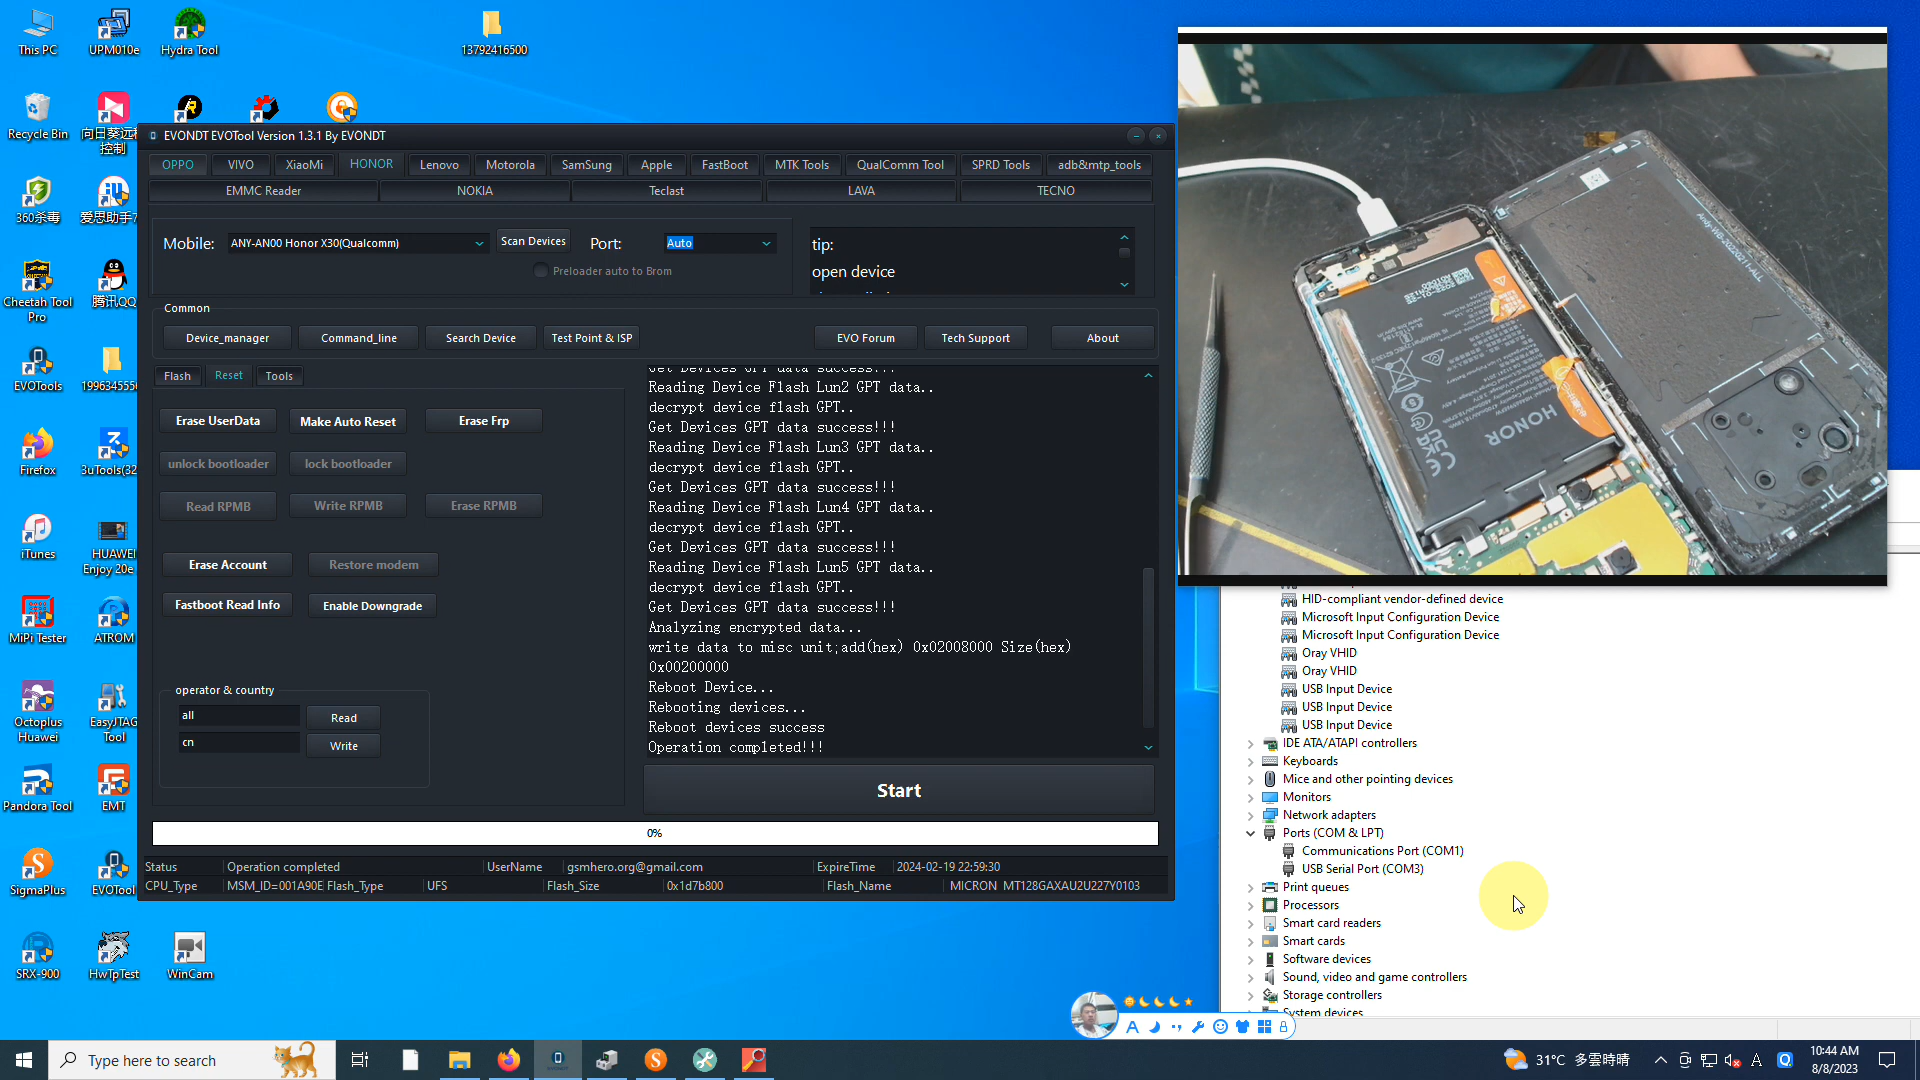 This PC
UPM010e
Hydra Tool
13792416500
Recycle Bin
向日葵远程
控制
360杀毒
爱思助手7
Cheetah Tool
Pro
腾讯QQ
EVOTools
1996345556
Firefox
3uTools(32
iTunes
HUAWEI
Enjoy 20e
MiPi Tester
ATROM
Octoplus
Huawei
EasyJTAG
Tool
Pandora Tool
EMT
SigmaPlus
EVOTool
SRX-900
HwTpTest
WinCam
EVONDT EVOTool Version 1.3.1 By EVONDT
OPPO VIVO XiaoMi HONOR Lenovo Motorola SamSung Apple FastBoot MTK Tools QualComm Tool SPRD Tools adb&mtp_tools
EMMC Reader NOKIA Teclast LAVA TECNO
Mobile: ANY-AN00 Honor X30(Qualcomm) Scan Devices Port: Auto
Preloader auto to Brom
tip:
open device
Common
Device_manager Command_line Search Device Test Point & ISP EVO Forum Tech Support About
Flash Reset Tools
Erase UserData Make Auto Reset Erase Frp
unlock bootloader lock bootloader
Read RPMB Write RPMB Erase RPMB
Erase Account Restore modem
Fastboot Read Info Enable Downgrade
operator & country
all Read
cn Write
Get Devices GPT data success!!!
Reading Device Flash Lun2 GPT data..
decrypt device flash GPT..
Get Devices GPT data success!!!
Reading Device Flash Lun3 GPT data..
decrypt device flash GPT..
Get Devices GPT data success!!!
Reading Device Flash Lun4 GPT data..
decrypt device flash GPT..
Get Devices GPT data success!!!
Reading Device Flash Lun5 GPT data..
decrypt device flash GPT..
Get Devices GPT data success!!!
Analyzing encrypted data...
write data to misc unit;add(hex) 0x02008000 Size(hex)
0x00200000
Reboot Device...
Rebooting devices...
Reboot devices success
Operation completed!!!
Start
0%
Status Operation completed UserName gsmhero.org@gmail.com ExpireTime 2024-02-19 22:59:30
CPU_Type MSM_ID=001A90E Flash_Type UFS Flash_Size 0x1d7b800 Flash_Name MICRON MT128GAXAU2U227Y0103
HONOR
UKCA
CE
HID-compliant vendor-defined device
Microsoft Input Configuration Device
Microsoft Input Configuration Device
Oray VHID
Oray VHID
USB Input Device
USB Input Device
USB Input Device
IDE ATA/ATAPI controllers
Keyboards
Mice and other pointing devices
Monitors
Network adapters
Ports (COM & LPT)
Communications Port (COM1)
USB Serial Port (COM3)
Print queues
Processors
Smart card readers
Smart cards
Software devices
Sound, video and game controllers
Storage controllers
System devices
A
Type here to search
31°C 多雲時晴
A
10:44 AM
8/8/2023